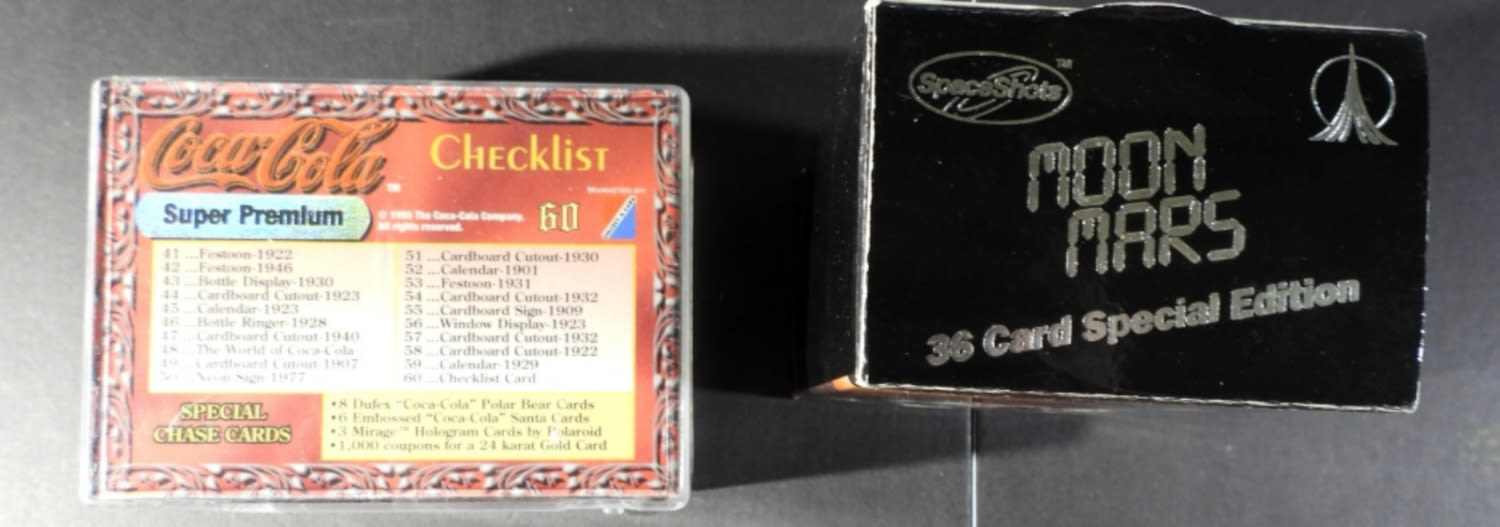 Coca-Cola TM
Checklist
Super Premium
© 1995 The Coca-Cola Company.
All rights reserved.
60
MARKETED BY
41 ...Festoon-1922
42 ...Festoon-1946
43 ...Bottle Display-1930
44 ...Cardboard Cutout-1923
45 ...Calendar-1923
46 ...Bottle Ringer-1928
47 ...Cardboard Cutout-1940
48 ...The World of Coca-Cola
49 ...Cardboard Cutout-1907
50 ...Neon Sign-1977
51 ...Cardboard Cutout-1930
52 ...Calendar-1901
53 ...Festoon-1931
54 ...Cardboard Cutout-1932
55 ...Cardboard Sign-1909
56 ...Window Display-1923
57 ...Cardboard Cutout-1932
58 ...Cardboard Cutout-1922
59 ...Calendar-1929
60 ...Checklist Card
SPECIAL
CHASE CARDS
•8 Dufex "Coca-Cola" Polar Bear Cards
•6 Embossed "Coca-Cola" Santa Cards
•3 Mirage™ Hologram Cards by Polaroid
•1,000 coupons for a 24 karat Gold Card
SpaceShots TM
MOON
MARS
36 Card Special Edition